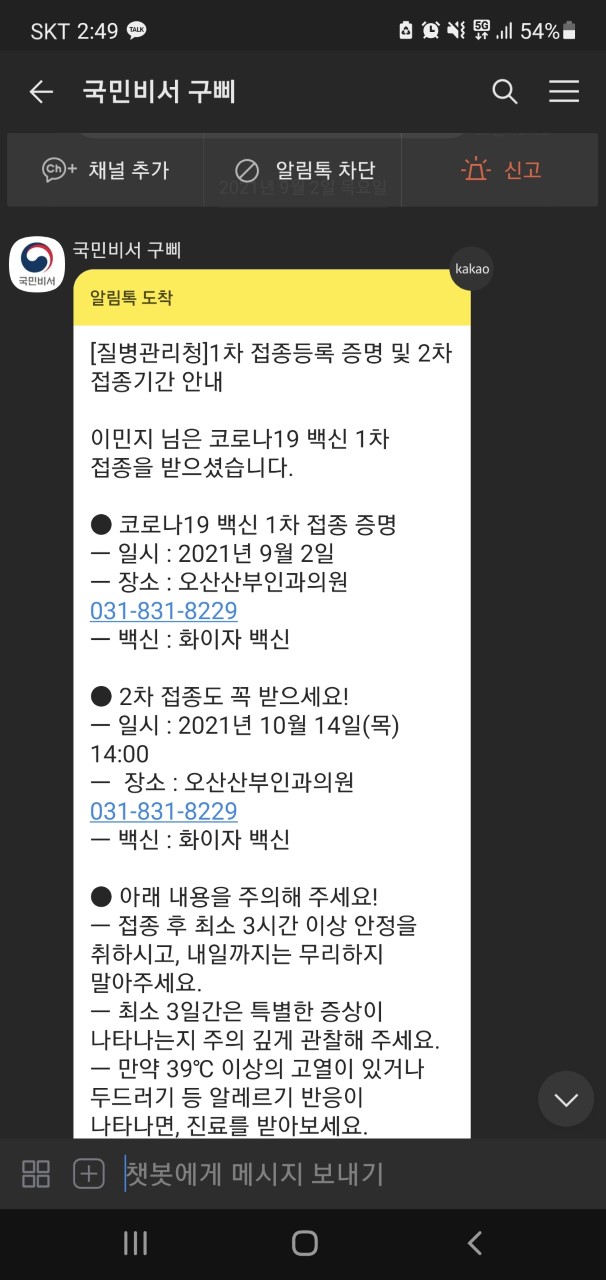 SKT 2:49 TALK 5G 54%
국민비서 구삐
Ch+ 채널 추가 알림톡 차단 신고
2021년 9월 2일 목요일
국민비서 구삐
국민비서
kakao
알림톡 도착
[질병관리청]1차 접종등록 증명 및 2차
접종기간 안내
이민지 님은 코로나19 백신 1차
접종을 받으셨습니다.
● 코로나19 백신 1차 접종 증명
— 일시 : 2021년 9월 2일
— 장소 : 오산산부인과의원
031-831-8229
— 백신 : 화이자 백신
● 2차 접종도 꼭 받으세요!
— 일시 : 2021년 10월 14일(목)
14:00
— 장소 : 오산산부인과의원
031-831-8229
— 백신 : 화이자 백신
● 아래 내용을 주의해 주세요!
— 접종 후 최소 3시간 이상 안정을
취하시고, 내일까지는 무리하지
말아주세요.
— 최소 3일간은 특별한 증상이
나타나는지 주의 깊게 관찰해 주세요.
— 만약 39℃ 이상의 고열이 있거나
두드러기 등 알레르기 반응이
나타나면, 진료를 받아보세요.
챗봇에게 메시지 보내기